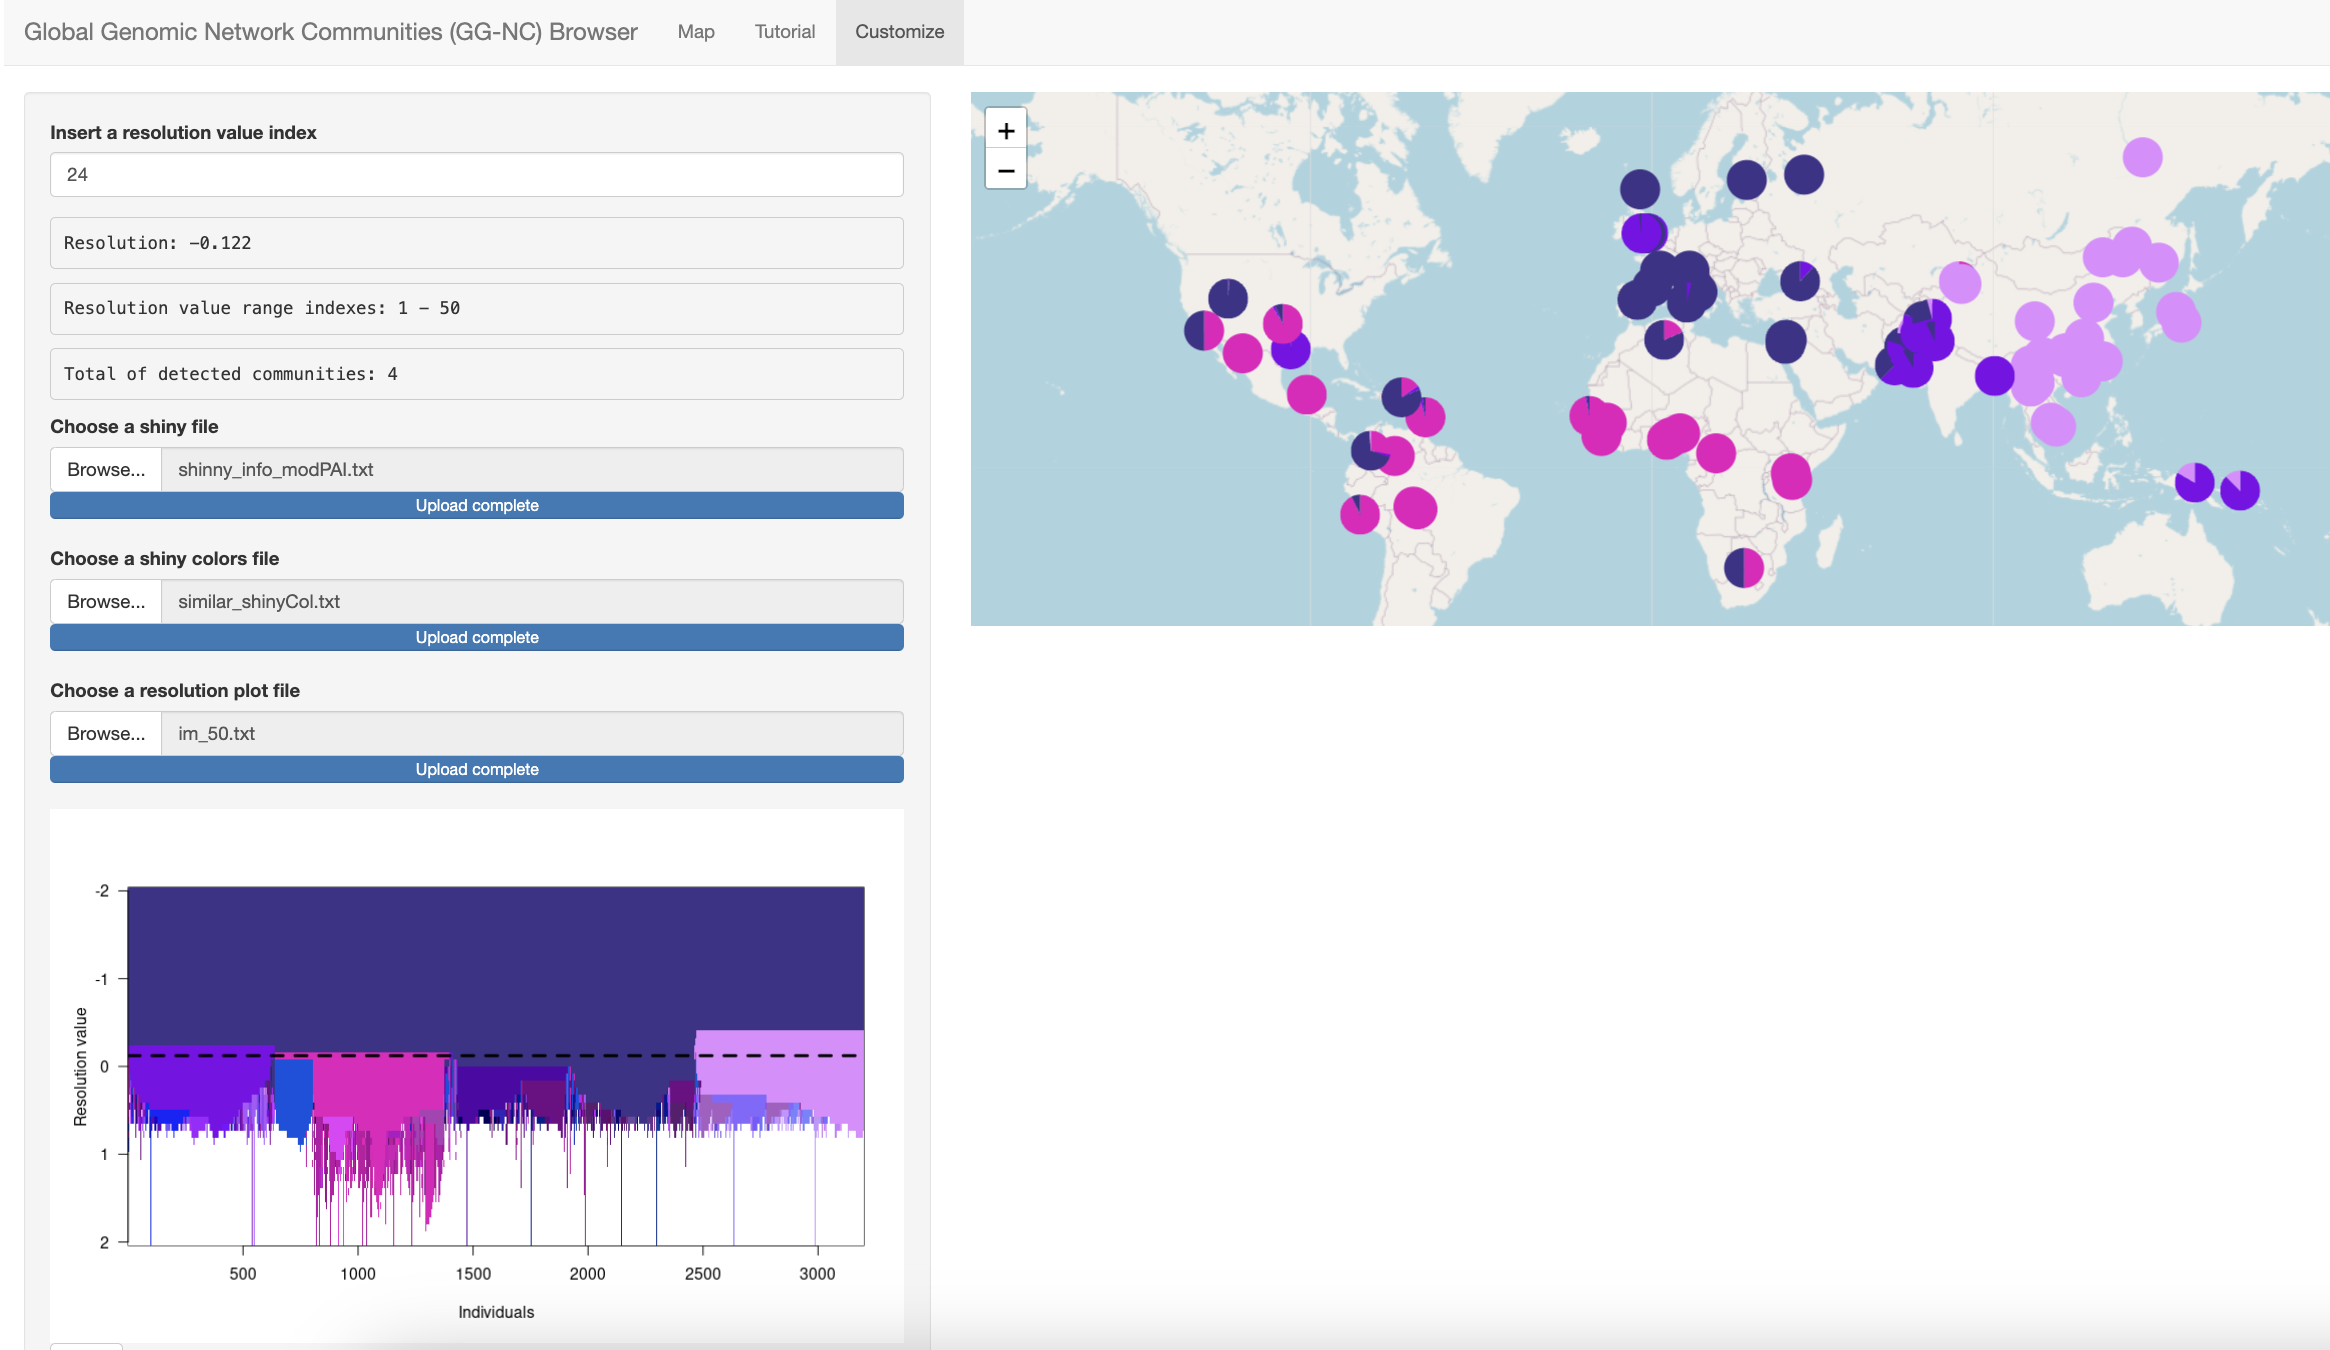 Global Genomic Network Communities (GG-NC) Browser Map Tutorial Customize
Insert a resolution value index
24
Resolution: -0.122
Resolution value range indexes: 1 - 50
Total of detected communities: 4
Choose a shiny file
Browse... shinny_info_modPAI.txt
Upload complete
Choose a shiny colors file
Browse... similar_shinyCol.txt
Upload complete
Choose a resolution plot file
Browse... im_50.txt
Upload complete
-2
-1
0
1
2
Resolution value
500 1000 1500 2000 2500 3000
Individuals
+
−